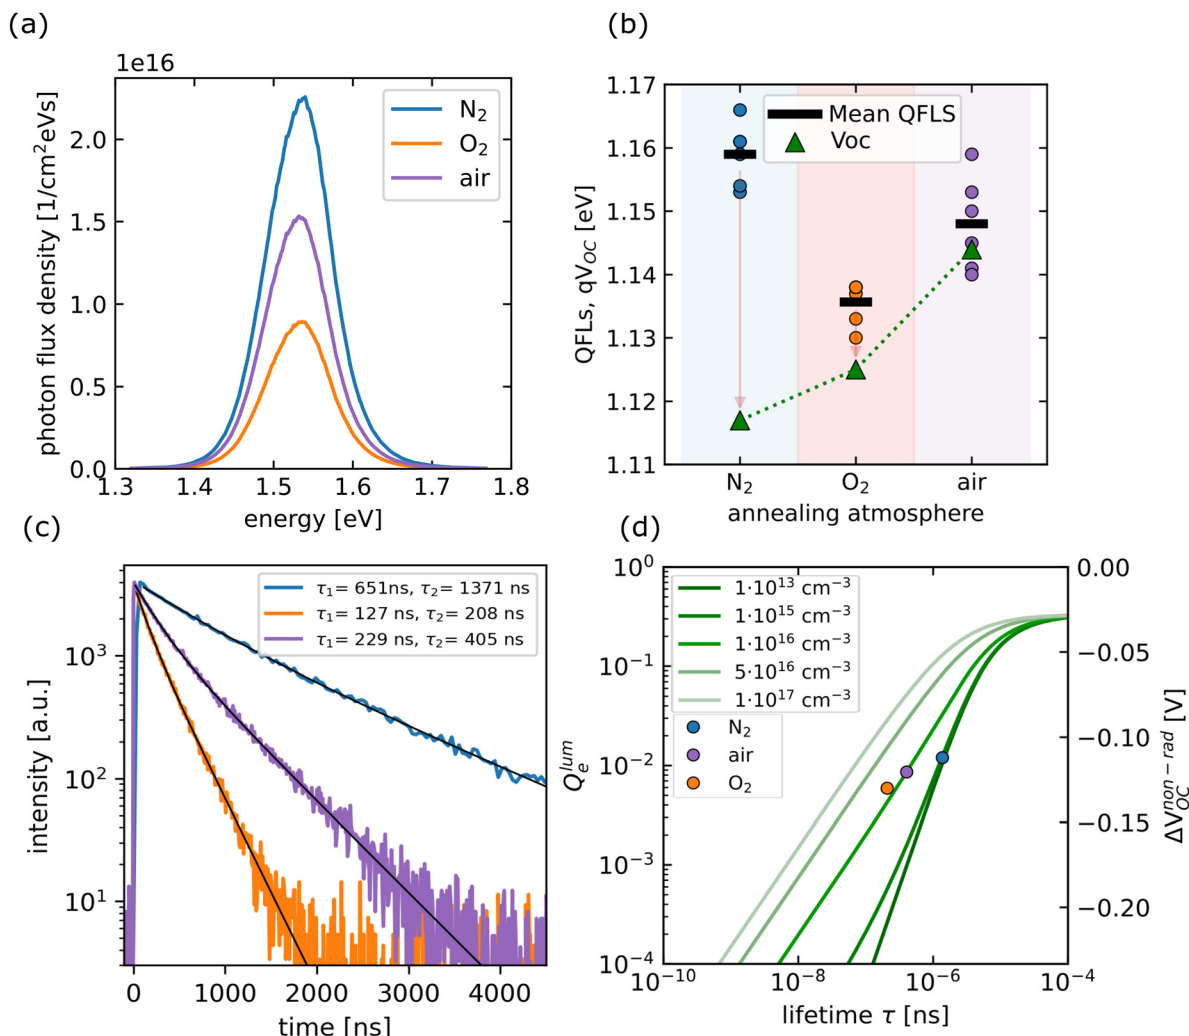 (a)
1e16
photon flux density [1/cm²eVs]
2.0
1.5
1.0
0.5
0.0
N₂
O₂
air
1.3
1.4
1.5
1.6
1.7
1.8
energy [eV]
(b)
QFLs, qV_OC [eV]
1.17
1.16
1.15
1.14
1.13
1.12
1.11
Mean QFLS
Voc
N₂
O₂
air
annealing atmosphere
(c)
intensity [a.u.]
10³
10²
10¹
τ₁= 651ns, τ₂= 1371 ns
τ₁= 127 ns, τ₂= 208 ns
τ₁= 229 ns, τ₂= 405 ns
0
1000
2000
3000
4000
time [ns]
(d)
Q_e^lum
10⁰
10⁻¹
10⁻²
10⁻³
10⁻⁴
1·10¹³ cm⁻³
1·10¹⁵ cm⁻³
1·10¹⁶ cm⁻³
5·10¹⁶ cm⁻³
1·10¹⁷ cm⁻³
N₂
air
O₂
0.00
−0.05
−0.10
−0.15
−0.20
ΔV_OC^non−rad [V]
10⁻¹⁰
10⁻⁸
10⁻⁶
10⁻⁴
lifetime τ [ns]